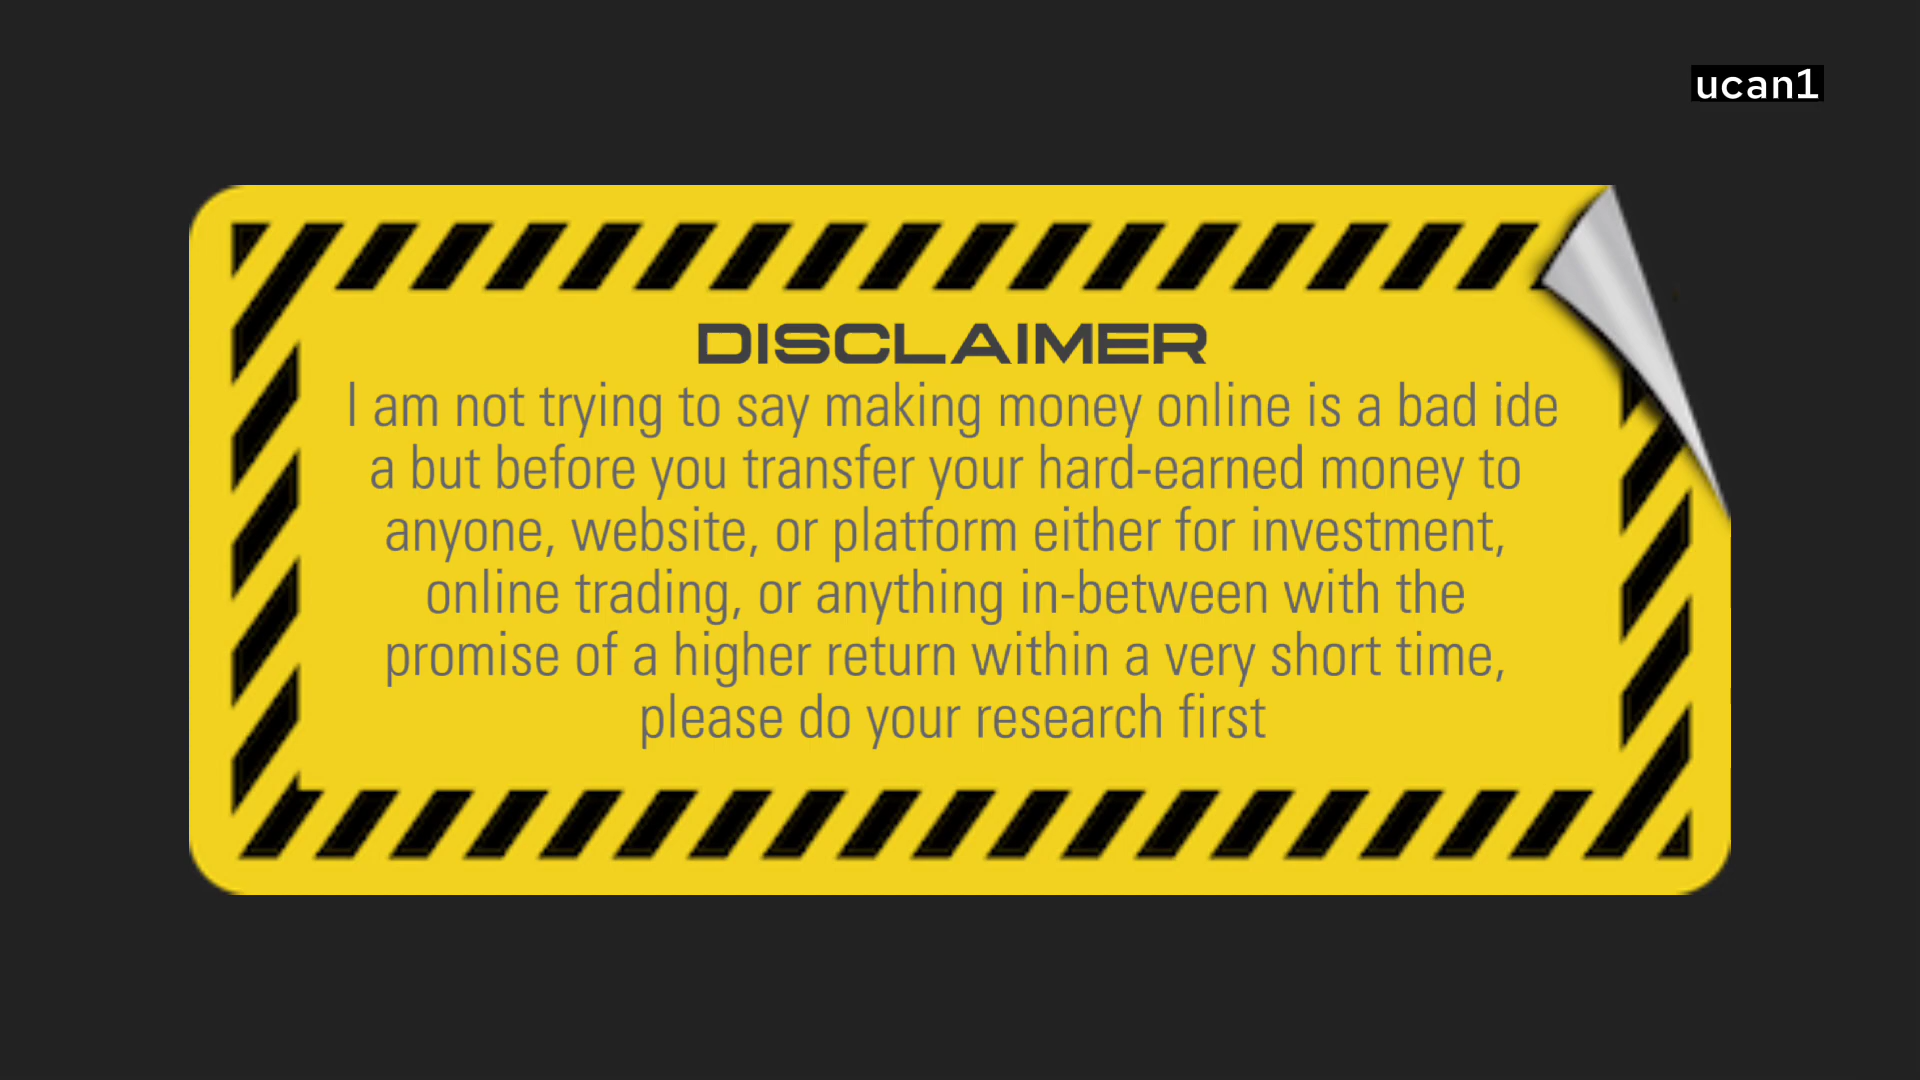 ucan1
DISCLAIMER
I am not trying to say making money online is a bad ide
a but before you transfer your hard-earned money to
anyone, website, or platform either for investment,
online trading, or anything in-between with the
promise of a higher return within a very short time,
please do your research first